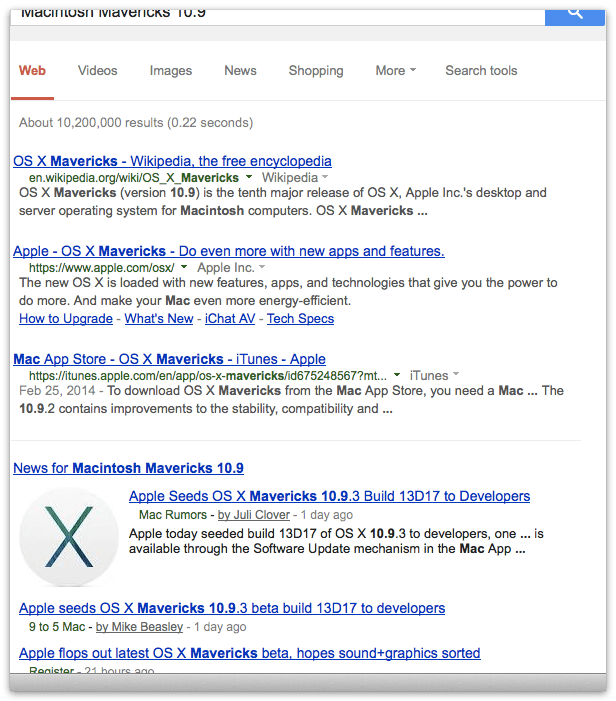 Macintosh Mavericks 10.9
Web Videos Images News Shopping More Search tools
About 10,200,000 results (0.22 seconds)
OS X Mavericks - Wikipedia, the free encyclopedia
en.wikipedia.org/wiki/OS_X_Mavericks Wikipedia
OS X Mavericks (version 10.9) is the tenth major release of OS X, Apple Inc.'s desktop and
server operating system for Macintosh computers. OS X Mavericks ...
Apple - OS X Mavericks - Do even more with new apps and features.
https://www.apple.com/osx/ Apple Inc.
The new OS X is loaded with new features, apps, and technologies that give you the power to
do more. And make your Mac even more energy-efficient.
How to Upgrade - What's New - iChat AV - Tech Specs
Mac App Store - OS X Mavericks - iTunes - Apple
https://itunes.apple.com/en/app/os-x-mavericks/id675248567?mt... iTunes
Feb 25, 2014 - To download OS X Mavericks from the Mac App Store, you need a Mac ... The
10.9.2 contains improvements to the stability, compatibility and ...
News for Macintosh Mavericks 10.9
Apple Seeds OS X Mavericks 10.9.3 Build 13D17 to Developers
Mac Rumors - by Juli Clover - 1 day ago
Apple today seeded build 13D17 of OS X 10.9.3 to developers, one ... is
available through the Software Update mechanism in the Mac App ...
Apple seeds OS X Mavericks 10.9.3 beta build 13D17 to developers
9 to 5 Mac - by Mike Beasley - 1 day ago
Apple flops out latest OS X Mavericks beta, hopes sound+graphics sorted
Register - 21 hours ago